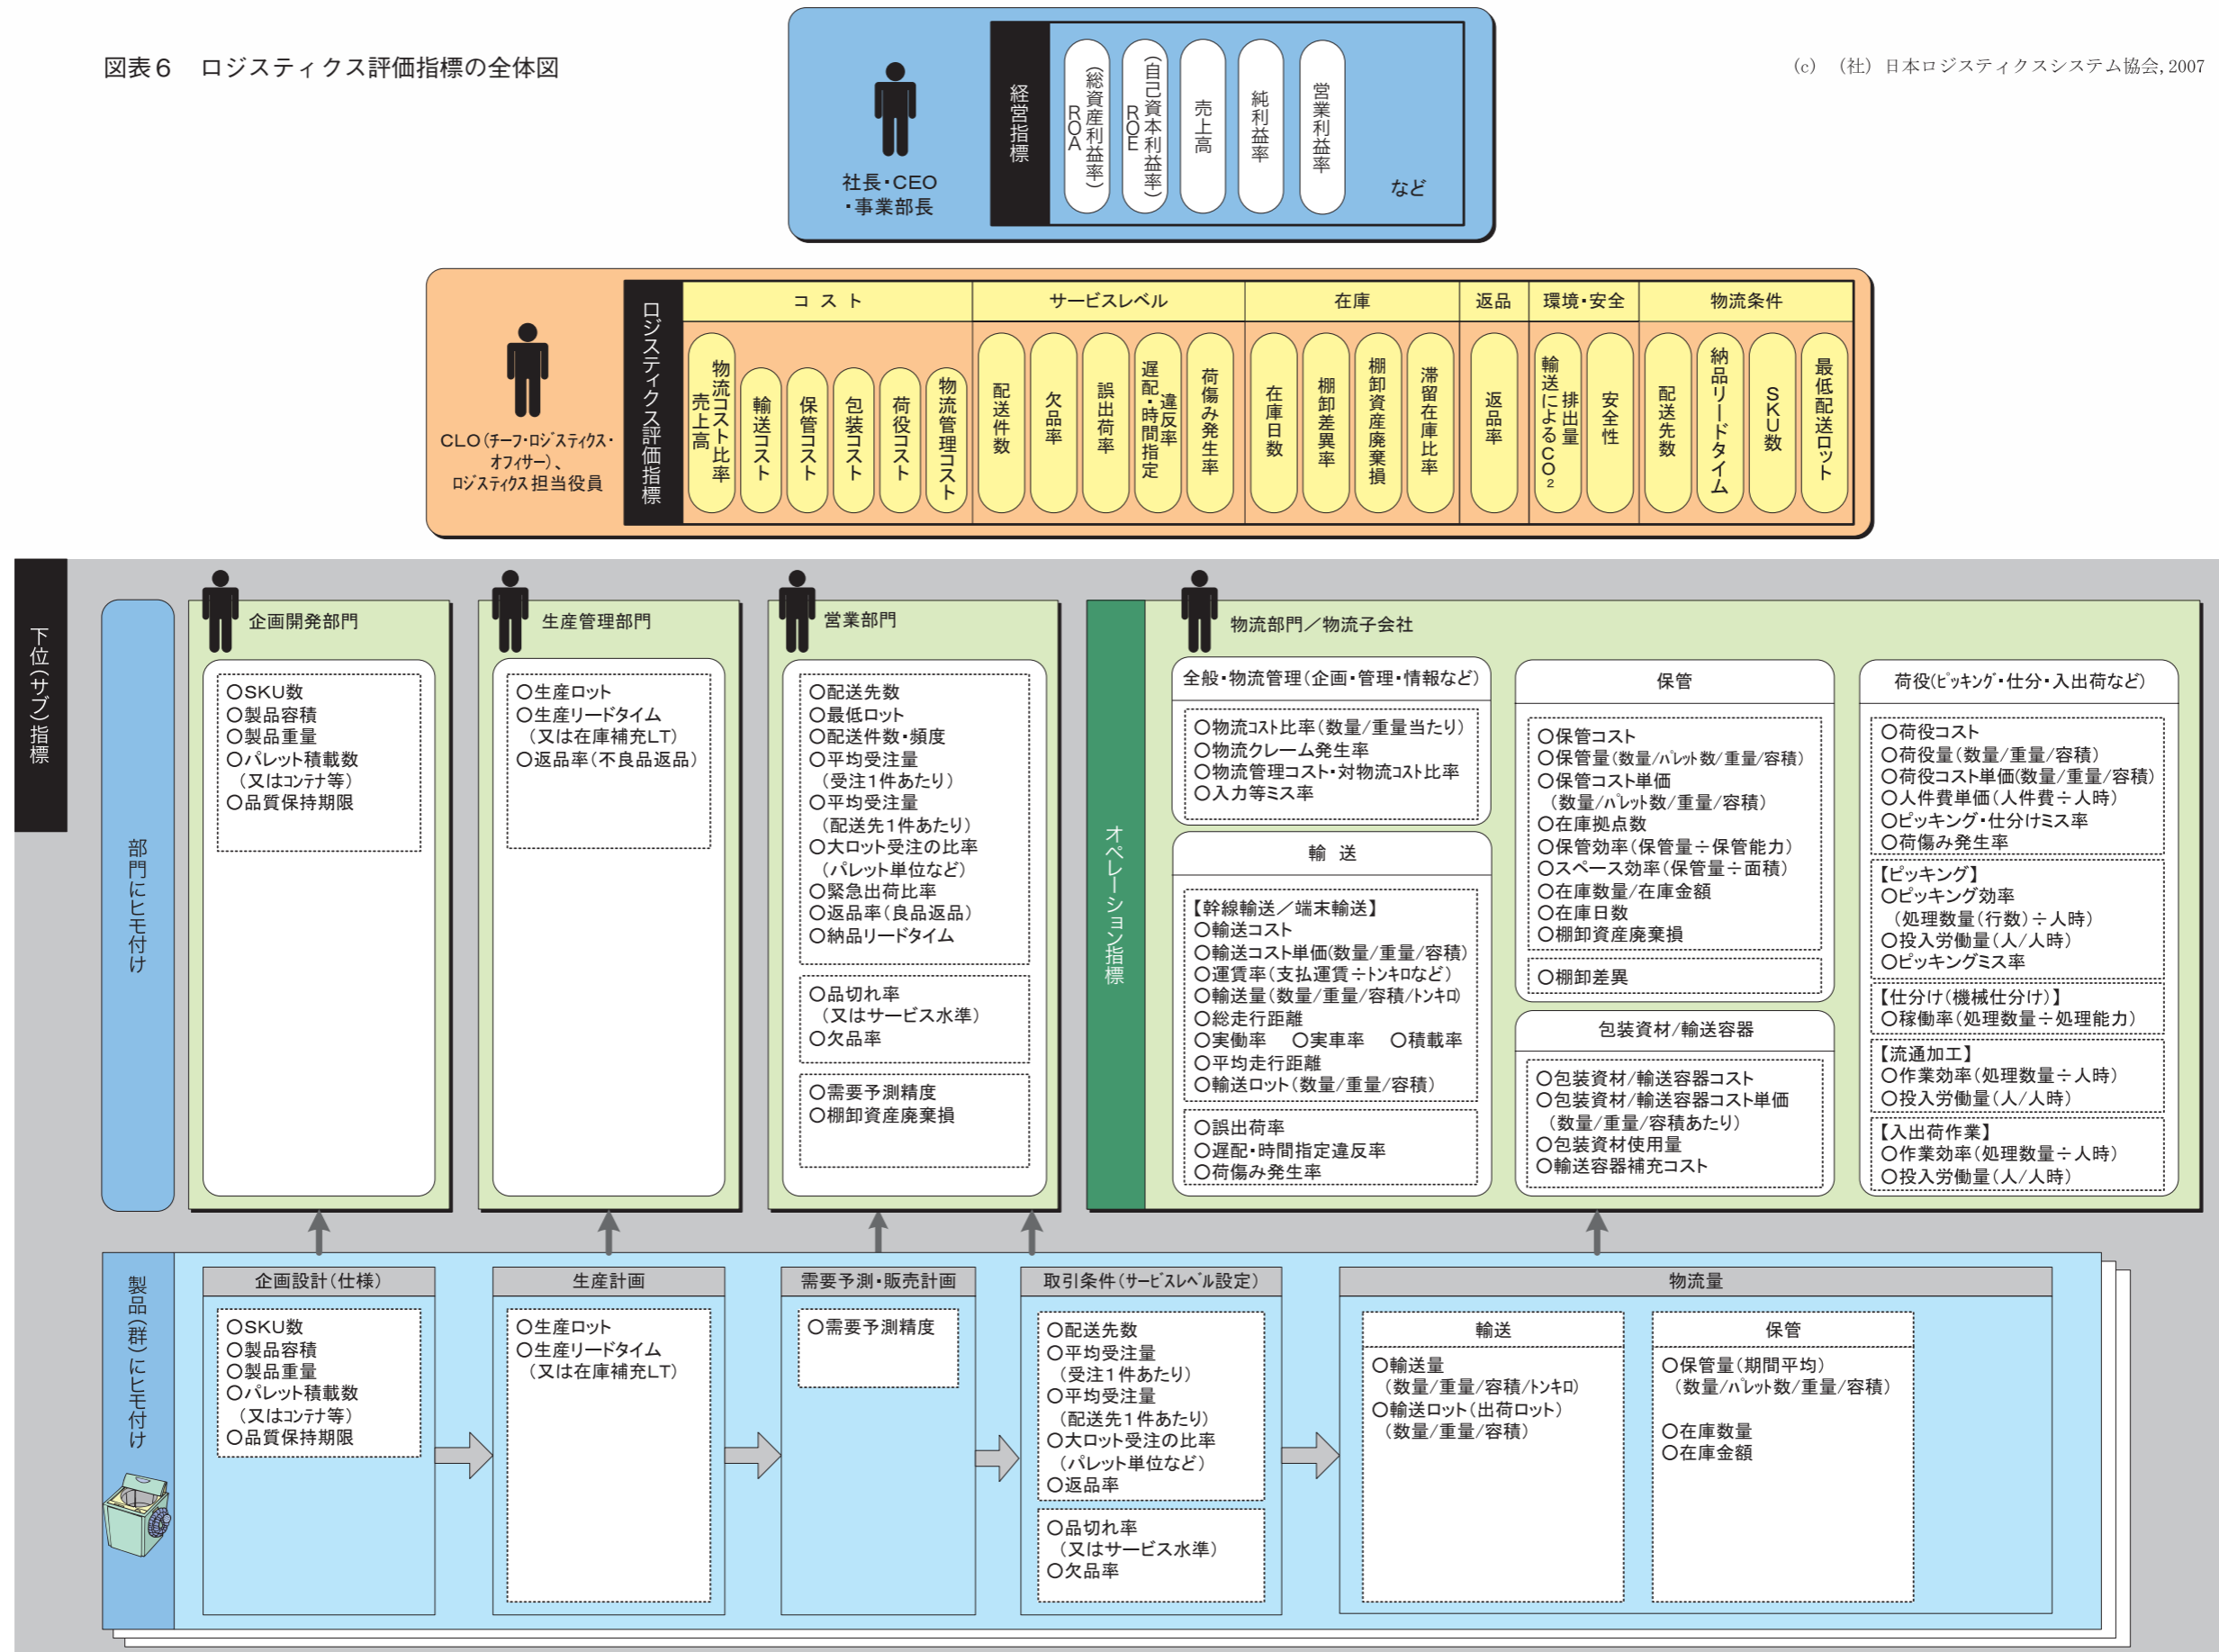 図表６　ロジスティクス評価指標の全体図
(c)　（社）日本ロジスティクスシステム協会, 2007
社長・CEO
・事業部長
経営指標
ROA
（総資産利益率）
ROE
（自己資本利益率）
売上高
純利益率
営業利益率
など
CLO（チーフ・ロジスティクス・
オフィサー）、
ロジスティクス担当役員
ロジスティクス評価指標
コ　ス　ト
売上高
物流コスト比率
輸送コスト
保管コスト
包装コスト
荷役コスト
物流管理コスト
サービスレベル
配送件数
欠品率
誤出荷率
遅配・時間指定
違反率
荷傷み発生率
在庫
在庫日数
棚卸差異率
棚卸資産廃棄損
滞留在庫比率
返品
返品率
環境・安全
輸送によるCO2
排出量
安全性
物流条件
配送先数
納品リードタイム
SKU数
最低配送ロット
下位（サブ）指標
部門にヒモ付け
企画開発部門
○SKU数
○製品容積
○製品重量
○パレット積載数
（又はコンテナ等）
○品質保持期限
生産管理部門
○生産ロット
○生産リードタイム
（又は在庫補充LT）
○返品率（不良品返品）
営業部門
○配送先数
○最低ロット
○配送件数・頻度
○平均受注量
（受注１件あたり）
○平均受注量
（配送先１件あたり）
○大ロット受注の比率
（パレット単位など）
○緊急出荷比率
○返品率（良品返品）
○納品リードタイム
○品切れ率
（又はサービス水準）
○欠品率
○需要予測精度
○棚卸資産廃棄損
オペレーション指標
物流部門／物流子会社
全般・物流管理（企画・管理・情報など）
○物流コスト比率（数量/重量当たり）
○物流クレーム発生率
○物流管理コスト・対物流コスト比率
○入力等ミス率
輸　送
【幹線輸送／端末輸送】
○輸送コスト
○輸送コスト単価（数量/重量/容積）
○運賃率（支払運賃÷トンキロなど）
○輸送量（数量/重量/容積/トンキロ）
○総走行距離
○実働率　○実車率　○積載率
○平均走行距離
○輸送ロット（数量/重量/容積）
○誤出荷率
○遅配・時間指定違反率
○荷傷み発生率
保管
○保管コスト
○保管量（数量/パレット数/重量/容積）
○保管コスト単価
（数量/パレット数/重量/容積）
○在庫拠点数
○保管効率（保管量÷保管能力）
○スペース効率（保管量÷面積）
○在庫数量/在庫金額
○在庫日数
○棚卸資産廃棄損
○棚卸差異
包装資材/輸送容器
○包装資材/輸送容器コスト
○包装資材/輸送容器コスト単価
（数量/重量/容積あたり）
○包装資材使用量
○輸送容器補充コスト
荷役（ピッキング・仕分・入出荷など）
○荷役コスト
○荷役量（数量/重量/容積）
○荷役コスト単価（数量/重量/容積）
○人件費単価（人件費÷人時）
○ピッキング・仕分けミス率
○荷傷み発生率
【ピッキング】
○ピッキング効率
（処理数量（行数）÷人時）
○投入労働量（人/人時）
○ピッキングミス率
【仕分け（機械仕分け）】
○稼働率（処理数量÷処理能力）
【流通加工】
○作業効率（処理数量÷人時）
○投入労働量（人/人時）
【入出荷作業】
○作業効率（処理数量÷人時）
○投入労働量（人/人時）
製品（群）にヒモ付け
企画設計（仕様）
○SKU数
○製品容積
○製品重量
○パレット積載数
（又はコンテナ等）
○品質保持期限
生産計画
○生産ロット
○生産リードタイム
（又は在庫補充LT）
需要予測・販売計画
○需要予測精度
取引条件（サービスレベル設定）
○配送先数
○平均受注量
（受注１件あたり）
○平均受注量
（配送先１件あたり）
○大ロット受注の比率
（パレット単位など）
○返品率
○品切れ率
（又はサービス水準）
○欠品率
物流量
輸送
○輸送量
（数量/重量/容積/トンキロ）
○輸送ロット（出荷ロット）
（数量/重量/容積）
保管
○保管量（期間平均）
（数量/パレット数/重量/容積）
○在庫数量
○在庫金額